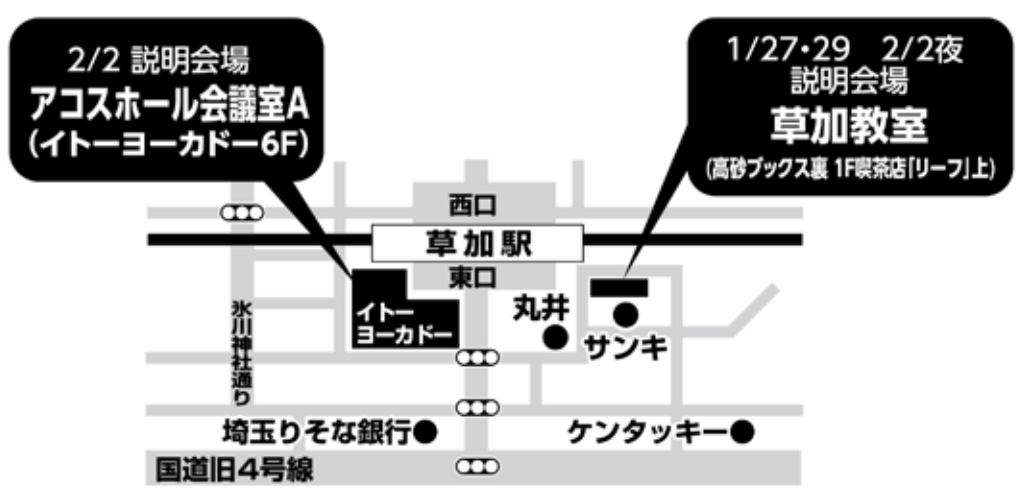 2/2 説明会場
アコスホール会議室A
(イトーヨーカドー6F)
1/27・29　2/2夜
説明会場
草加教室
(高砂ブックス裏 1F喫茶店「リーフ」上)
西口
草加駅
東口
イトー
ヨーカドー
丸井
サンキ
氷川神社通り
埼玉りそな銀行
ケンタッキー
国道旧4号線